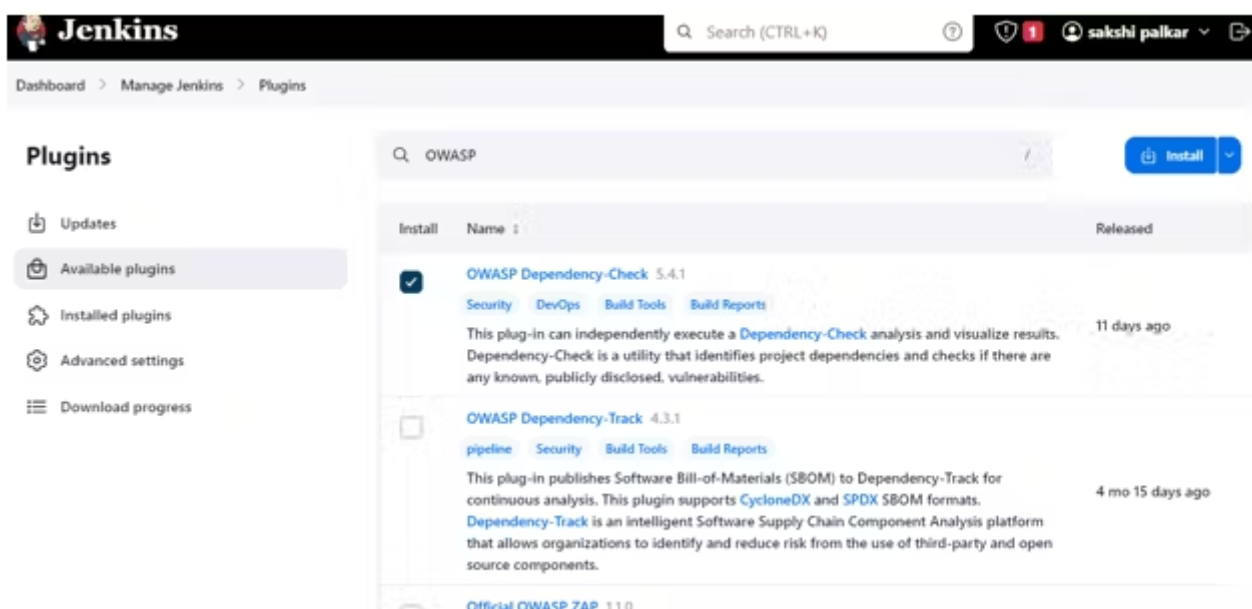 Jenkins
Search (CTRL+K)
1
sakshi palkar
Dashboard > Manage Jenkins > Plugins
Plugins
OWASP
/
Install
Updates
Available plugins
Installed plugins
Advanced settings
Download progress
Install Name Released
OWASP Dependency-Check 5.4.1
Security DevOps Build Tools Build Reports
This plug-in can independently execute a Dependency-Check analysis and visualize results.
Dependency-Check is a utility that identifies project dependencies and checks if there are
any known, publicly disclosed, vulnerabilities.
11 days ago
OWASP Dependency-Track 4.3.1
pipeline Security Build Tools Build Reports
This plug-in publishes Software Bill-of-Materials (SBOM) to Dependency-Track for
continuous analysis. This plugin supports CycloneDX and SPDX SBOM formats.
Dependency-Track is an intelligent Software Supply Chain Component Analysis platform
that allows organizations to identify and reduce risk from the use of third-party and open
source components.
4 mo 15 days ago
Official OWASP ZAP 1.1.0